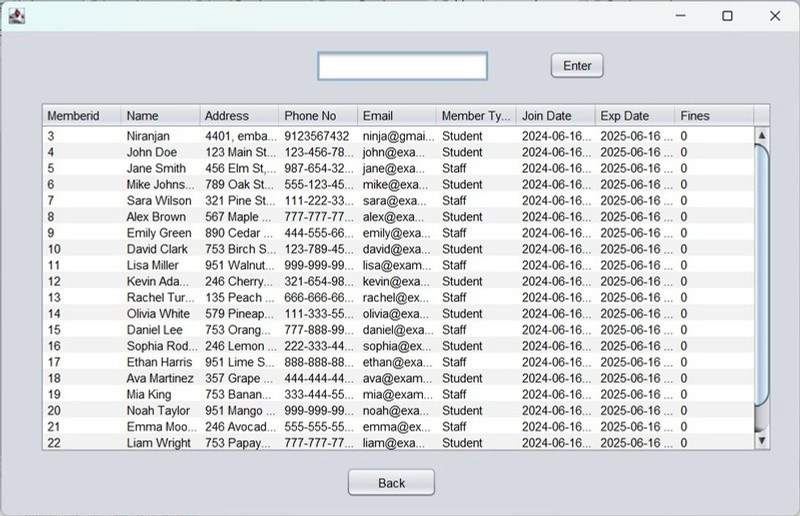 Enter
Memberid Name Address Phone No Email Member Ty... Join Date Exp Date Fines
3 Niranjan 4401, emba... 9123567432 ninja@gmai... Student 2024-06-16... 2025-06-16 ... 0
4 John Doe 123 Main St... 123-456-78... john@exa... Student 2024-06-16... 2025-06-16 ... 0
5 Jane Smith 456 Elm St,... 987-654-32... jane@exa... Staff 2024-06-16... 2025-06-16 ... 0
6 Mike Johns... 789 Oak St... 555-123-45... mike@exa... Student 2024-06-16... 2025-06-16 ... 0
7 Sara Wilson 321 Pine St... 111-222-33... sara@exa... Staff 2024-06-16... 2025-06-16 ... 0
8 Alex Brown 567 Maple ... 777-777-77... alex@exa... Student 2024-06-16... 2025-06-16 ... 0
9 Emily Green 890 Cedar ... 444-555-66... emily@exa... Staff 2024-06-16... 2025-06-16 ... 0
10 David Clark 753 Birch S... 123-789-45... david@exa... Student 2024-06-16... 2025-06-16 ... 0
11 Lisa Miller 951 Walnut... 999-999-99... lisa@exam... Staff 2024-06-16... 2025-06-16 ... 0
12 Kevin Ada... 246 Cherry... 321-654-98... kevin@exa... Student 2024-06-16... 2025-06-16 ... 0
13 Rachel Tur... 135 Peach ... 666-666-66... rachel@ex... Staff 2024-06-16... 2025-06-16 ... 0
14 Olivia White 579 Pineap... 111-333-55... olivia@exa... Student 2024-06-16... 2025-06-16 ... 0
15 Daniel Lee 753 Orang... 777-888-99... daniel@exa... Staff 2024-06-16... 2025-06-16 ... 0
16 Sophia Rod... 246 Lemon ... 222-333-44... sophia@ex... Student 2024-06-16... 2025-06-16 ... 0
17 Ethan Harris 951 Lime S... 888-888-88... ethan@exa... Staff 2024-06-16... 2025-06-16 ... 0
18 Ava Martinez 357 Grape ... 444-444-44... ava@exam... Student 2024-06-16... 2025-06-16 ... 0
19 Mia King 753 Banan... 333-444-55... mia@exam... Staff 2024-06-16... 2025-06-16 ... 0
20 Noah Taylor 951 Mango ... 999-999-99... noah@exa... Student 2024-06-16... 2025-06-16 ... 0
21 Emma Moo... 246 Avocad... 555-555-55... emma@ex... Staff 2024-06-16... 2025-06-16 ... 0
22 Liam Wright 753 Papay... 777-777-77... liam@exa... Student 2024-06-16... 2025-06-16 ... 0
Back